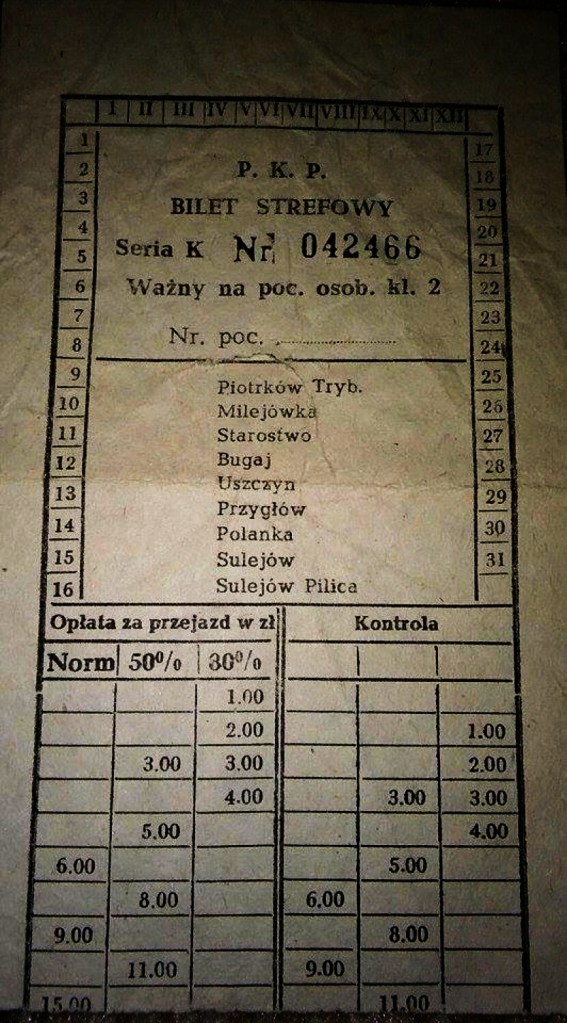 I II III IV V VI VII VIII IX X XI XII
1 17
2 P. K. P. 18
3 BILET STREFOWY 19
4 20
5 Seria K Nr 042466 21
6 Ważny na poc. osob. kl. 2 22
7 23
8 Nr. poc. ........................ 24
9 Piotrków Tryb. 25
10 Milejówka 26
11 Starostwo 27
12 Bugaj 28
13 Uszczyn 29
14 Przygłów 30
Polanka
15 Sulejów 31
16 Sulejów Pilica
Opłata za przejazd w zł Kontrola
Norm 50% 30%
1.00
2.00 1.00
3.00 3.00 2.00
4.00 3.00 3.00
5.00 4.00
6.00 5.00
8.00 6.00
9.00 8.00
11.00 9.00
15.00 11.00